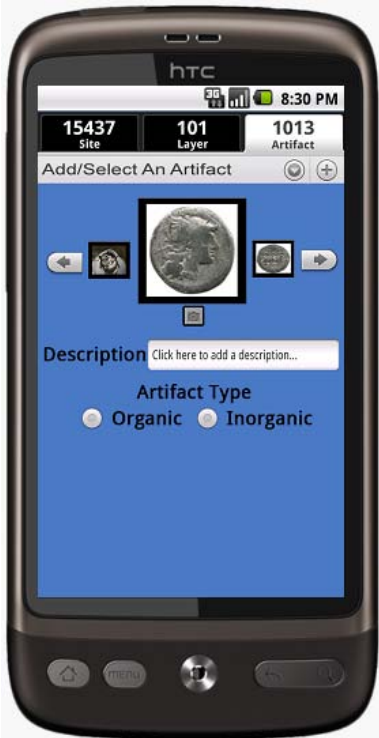 hTC
3G 8:30 PM
15437 101 1013
Site Layer Artifact
Add/Select An Artifact
Description Click here to add a description...
Artifact Type
Organic Inorganic
MENU